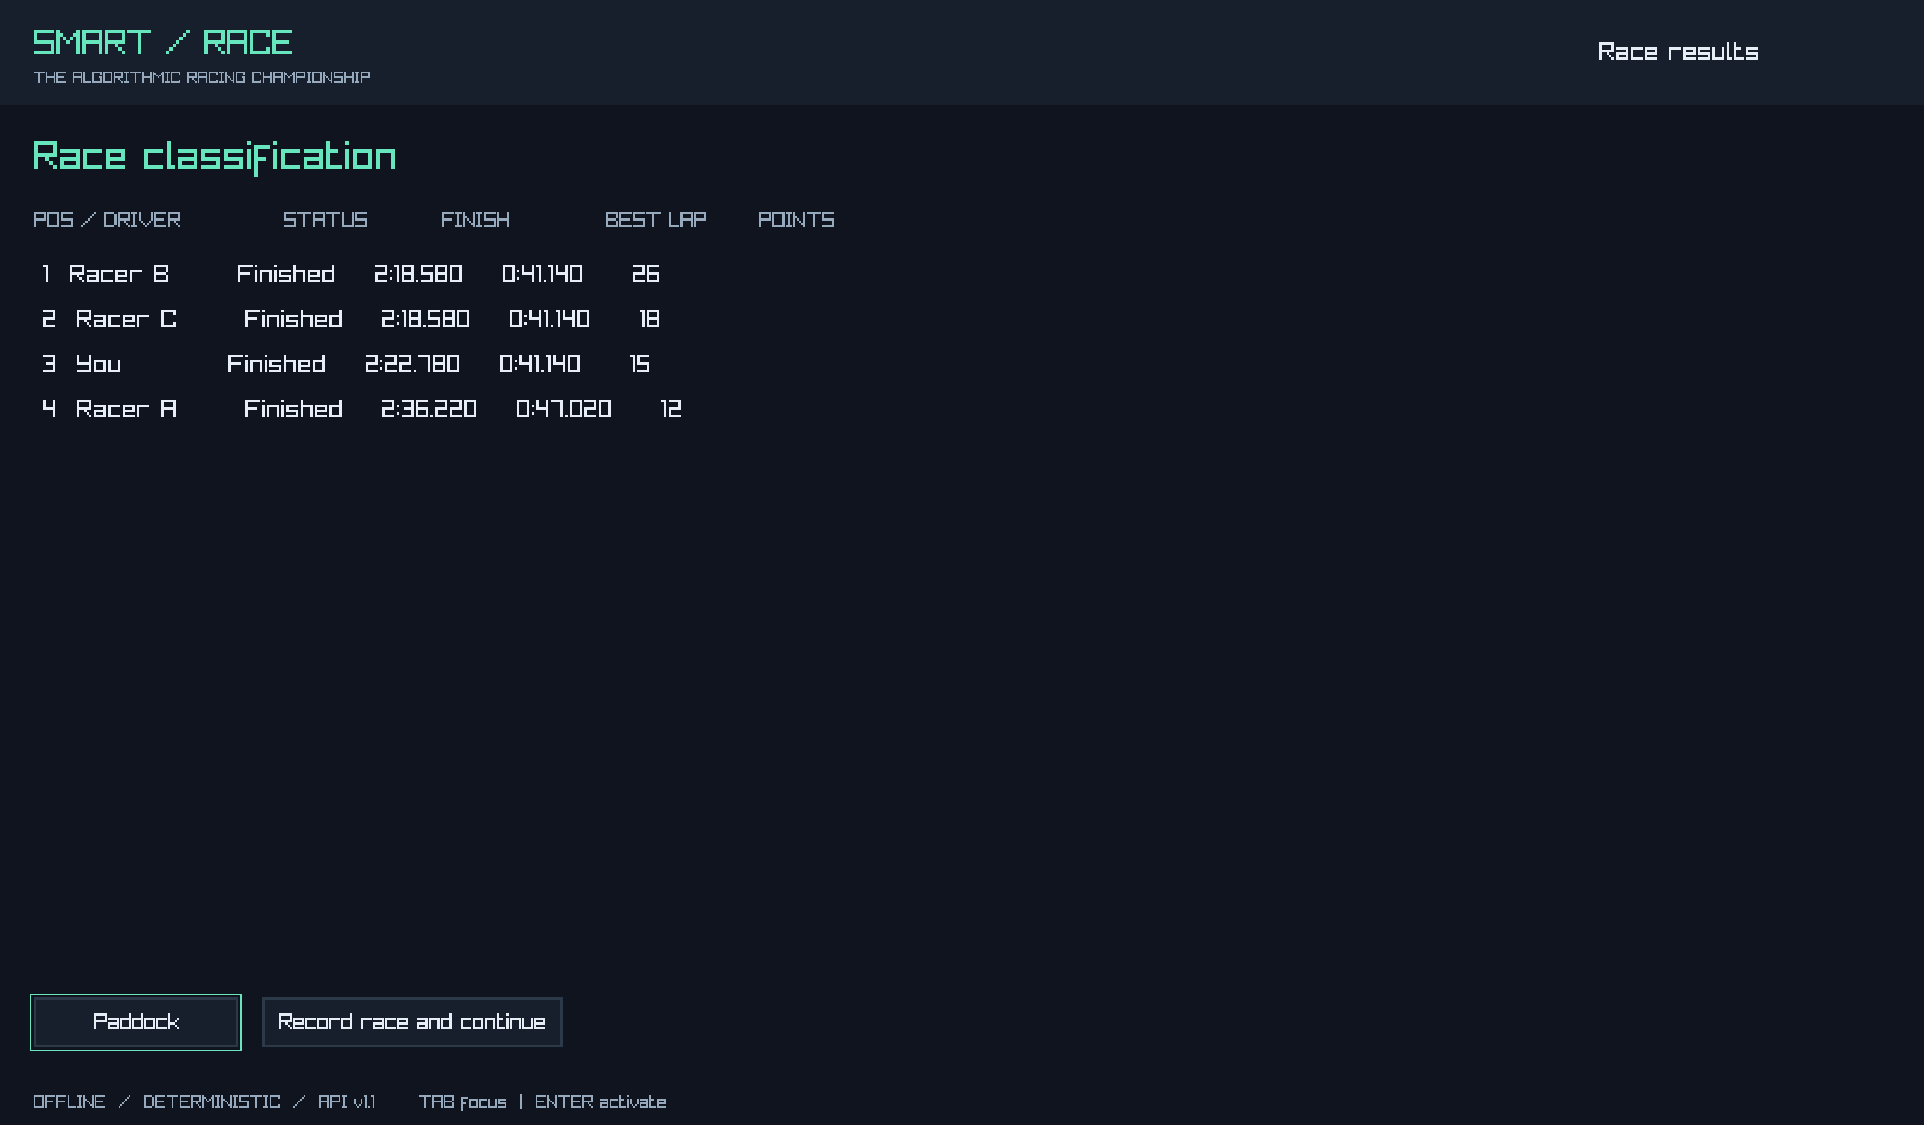 SMART / RACE
THE ALGORITHMIC RACING CHAMPIONSHIP
Race results
Race classification
POS / DRIVER STATUS FINISH BEST LAP POINTS
1 Racer B Finished 2:18.580 0:41.140 26
2 Racer C Finished 2:18.580 0:41.140 18
3 You Finished 2:22.780 0:41.140 15
4 Racer A Finished 2:36.220 0:47.020 12
Paddock
Record race and continue
OFFLINE / DETERMINISTIC / API v1.1 TAB focus | ENTER activate